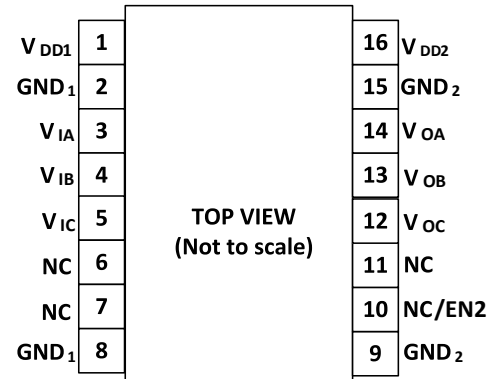 V DD1 1 16 V DD2
GND 1 2 15 GND 2
V IA 3 14 V OA
V IB 4 13 V OB
V IC 5 12 V OC
TOP VIEW
(Not to scale)
NC 6 11 NC
NC 7 10 NC/EN2
GND 1 8 9 GND 2